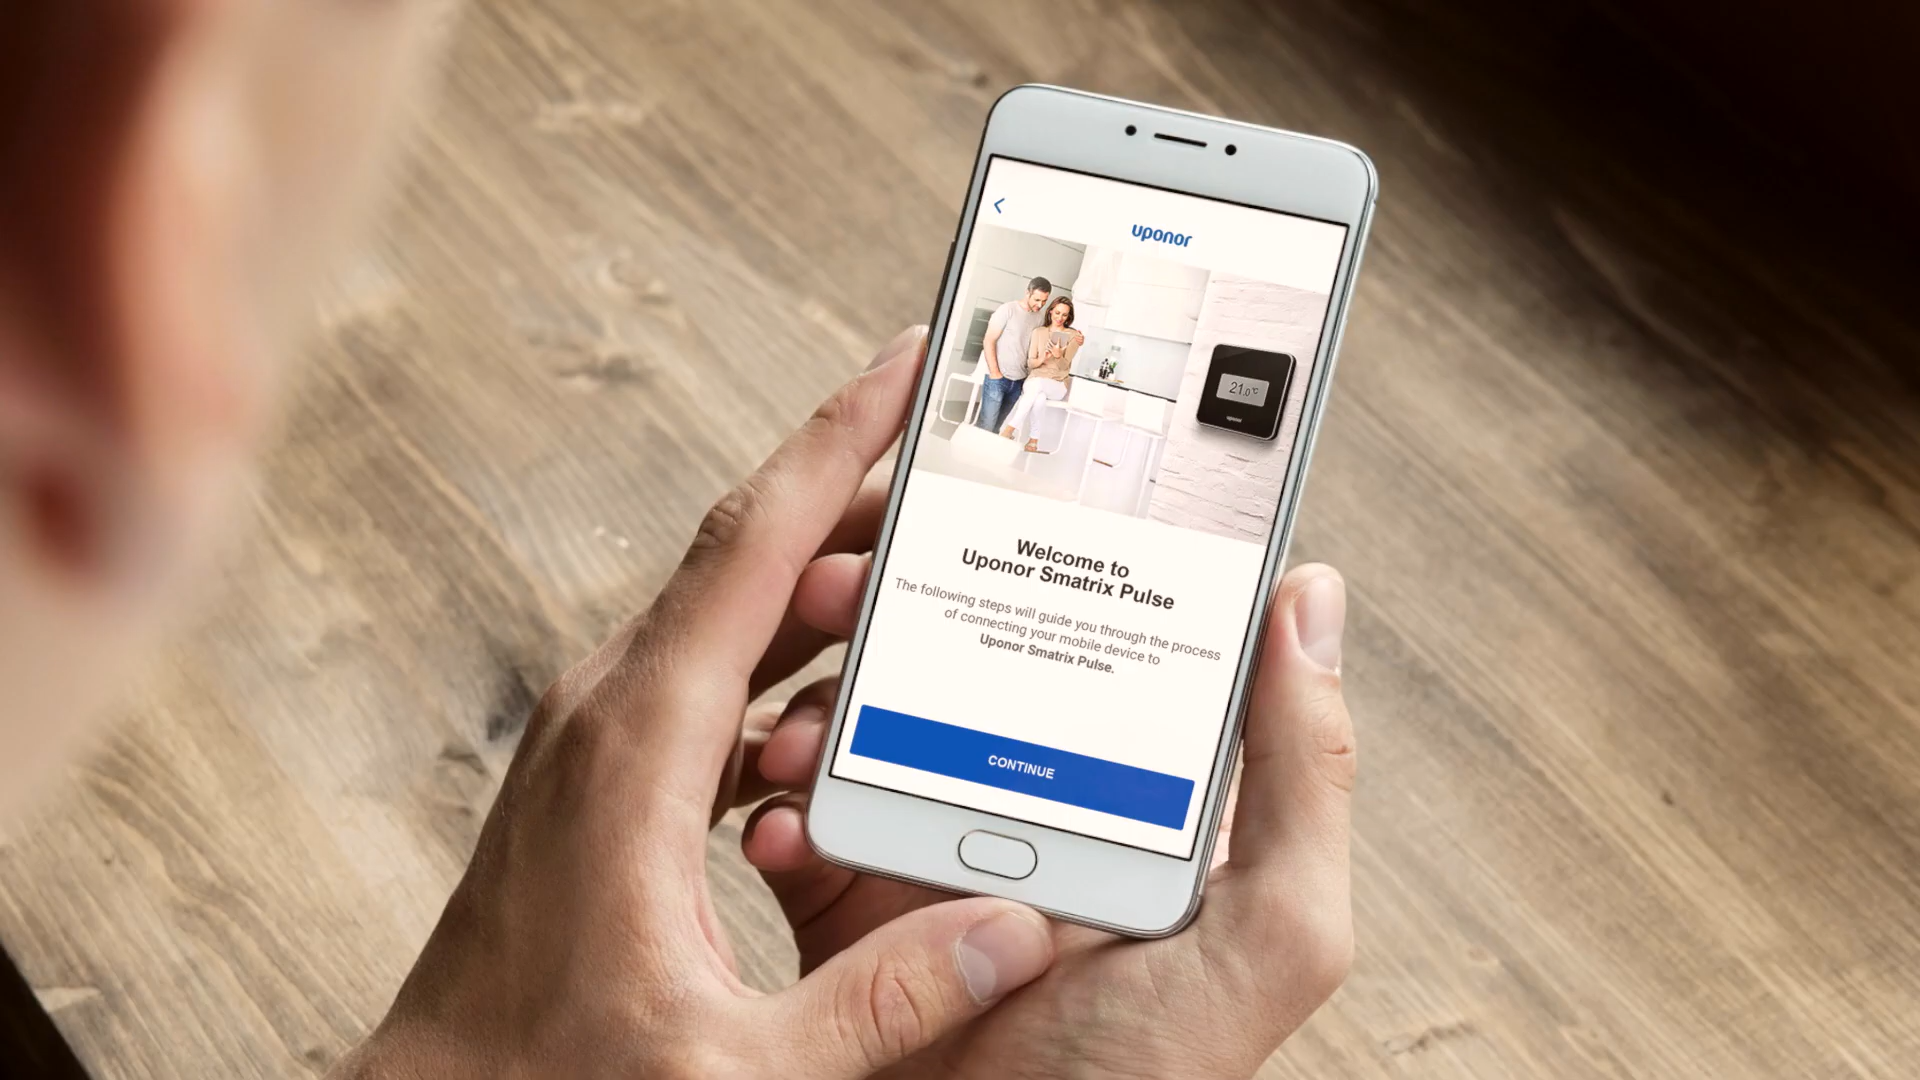 uponor
21.0°C
uponor
Welcome to
Uponor Smatrix Pulse
The following steps will guide you through the process
of connecting your mobile device to
Uponor Smatrix Pulse.
CONTINUE